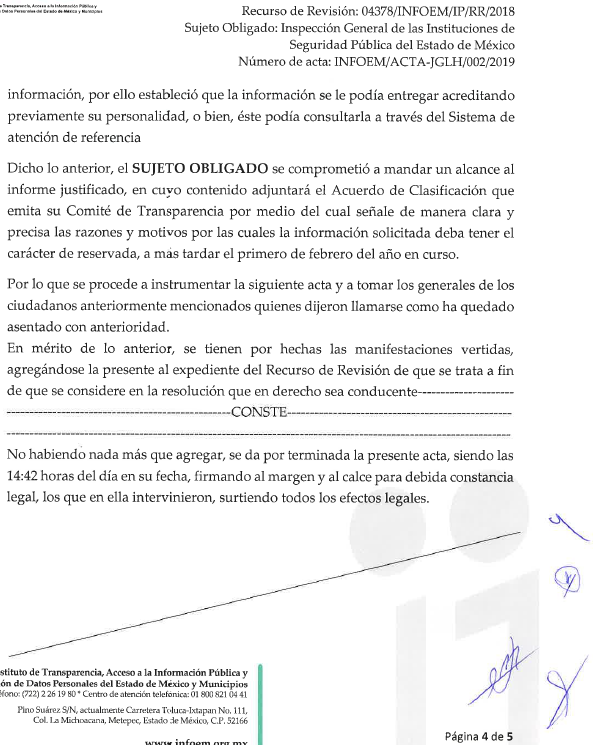 Transparencia, Acceso a la Información Pública y
Datos Personales del Estado de México y Municipios
Recurso de Revisión: 04378/INFOEM/IP/RR/2018
Sujeto Obligado: Inspección General de las Instituciones de
Seguridad Pública del Estado de México
Número de acta: INFOEM/ACTA-JGLH/002/2019
información, por ello estableció que la información se le podía entregar acreditando
previamente su personalidad, o bien, éste podía consultarla a través del Sistema de
atención de referencia
Dicho lo anterior, el SUJETO OBLIGADO se comprometió a mandar un alcance al
informe justificado, en cuyo contenido adjuntará el Acuerdo de Clasificación que
emita su Comité de Transparencia por medio del cual señale de manera clara y
precisa las razones y motivos por las cuales la información solicitada deba tener el
carácter de reservada, a más tardar el primero de febrero del año en curso.
Por lo que se procede a instrumentar la siguiente acta y a tomar los generales de los
ciudadanos anteriormente mencionados quienes dijeron llamarse como ha quedado
asentado con anterioridad.
En mérito de lo anterior, se tienen por hechas las manifestaciones vertidas,
agregándose la presente al expediente del Recurso de Revisión de que se trata a fin
de que se considere en la resolución que en derecho sea conducente---------------------
-------------------------------------------------CONSTE-------------------------------------------------
--------------------------------------------------------------------------------------------------------------
No habiendo nada más que agregar, se da por terminada la presente acta, siendo las
14:42 horas del día en su fecha, firmando al margen y al calce para debida constancia
legal, los que en ella intervinieron, surtiendo todos los efectos legales.
stituto de Transparencia, Acceso a la Información Pública y
ión de Datos Personales del Estado de México y Municipios
éfono: (722) 2 26 19 80 * Centro de atención telefónica: 01 800 821 04 41
Pino Suárez S/N, actualmente Carretera Toluca-Ixtapan No. 111,
Col. La Michoacana, Metepec, Estado de México, C.P. 52166
www.infoem.org.mx
Página 4 de 5